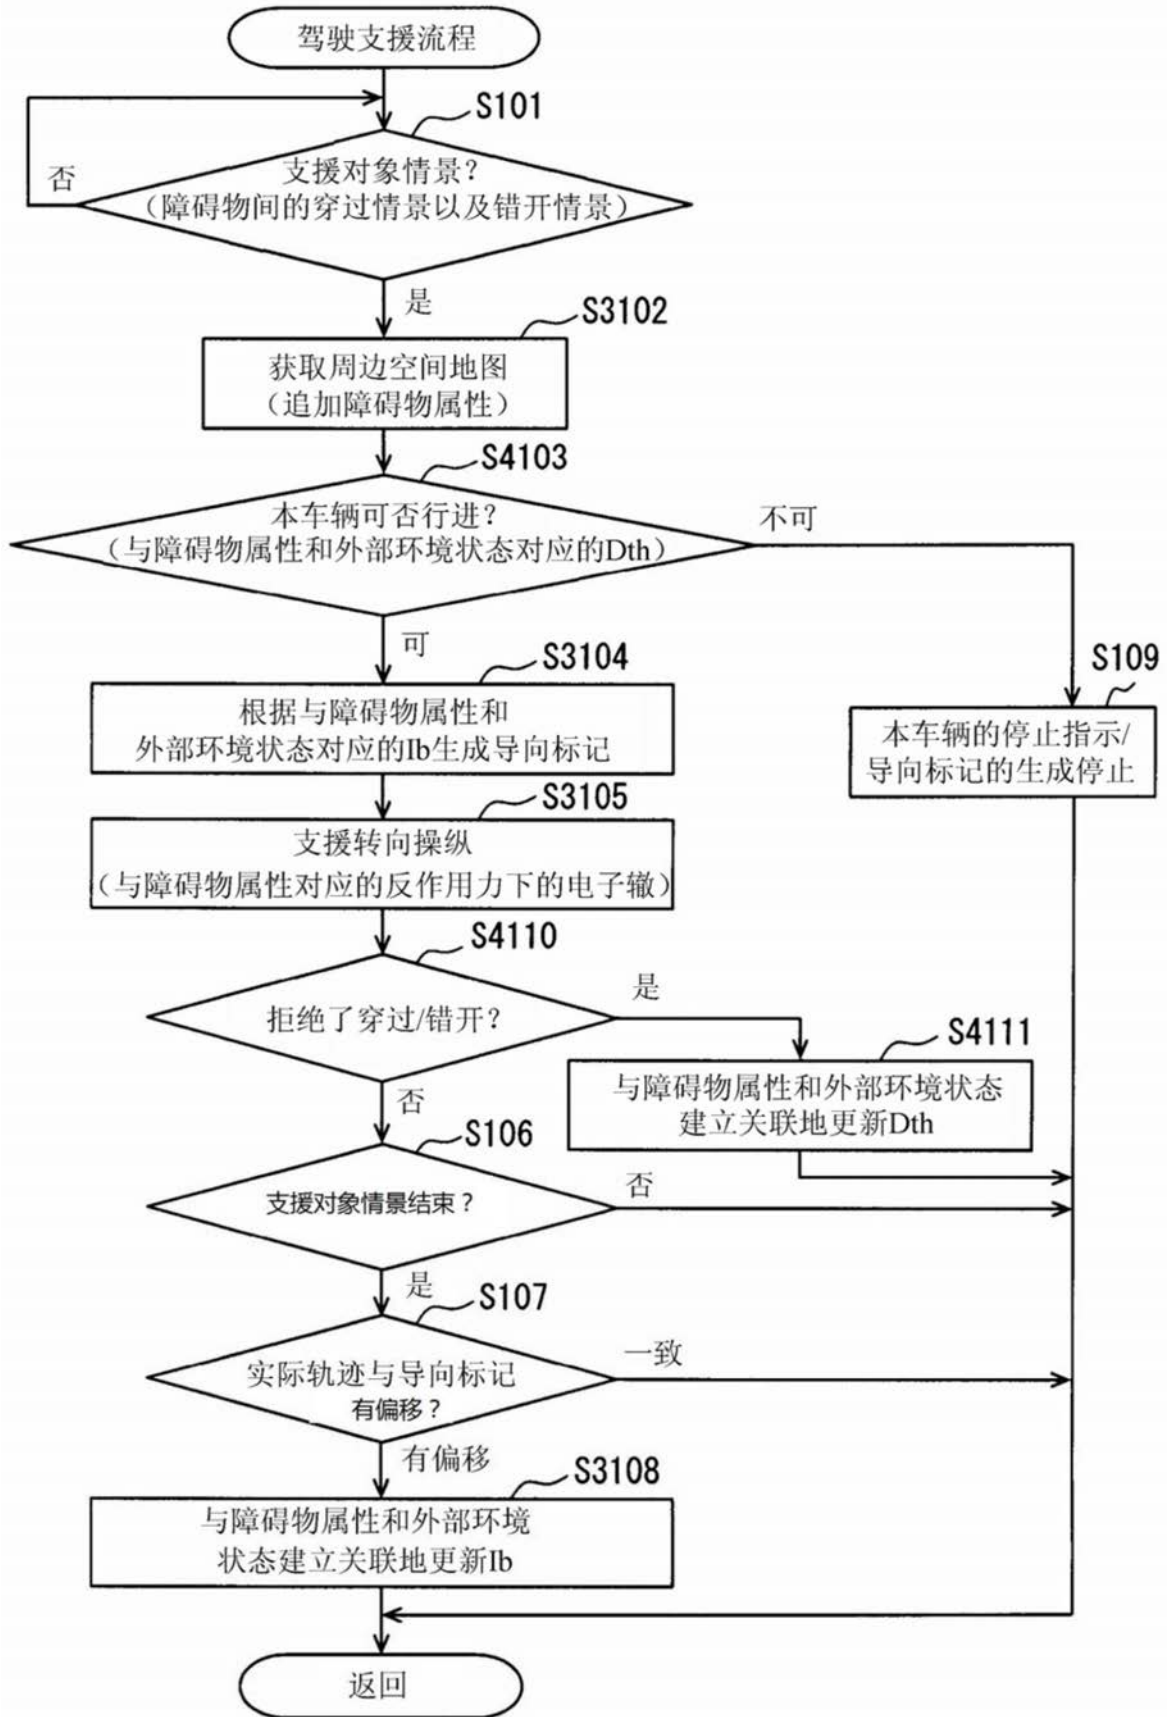 驾驶支援流程
S101
支援对象情景?
(障碍物间的穿过情景以及错开情景)
否
是
S3102
获取周边空间地图
(追加障碍物属性)
S4103
本车辆可否行进?
(与障碍物属性和外部环境状态对应的Dth)
不可
可
S3104
根据与障碍物属性和
外部环境状态对应的Ib生成导向标记
S109
本车辆的停止指示/
导向标记的生成停止
S3105
支援转向操纵
(与障碍物属性对应的反作用力下的电子辙)
S4110
拒绝了穿过/错开?
是
S4111
与障碍物属性和外部环境状态
建立关联地更新Dth
否
S106
支援对象情景结束?
否
是
S107
实际轨迹与导向标记
有偏移?
一致
有偏移
S3108
与障碍物属性和外部环境
状态建立关联地更新Ib
返回